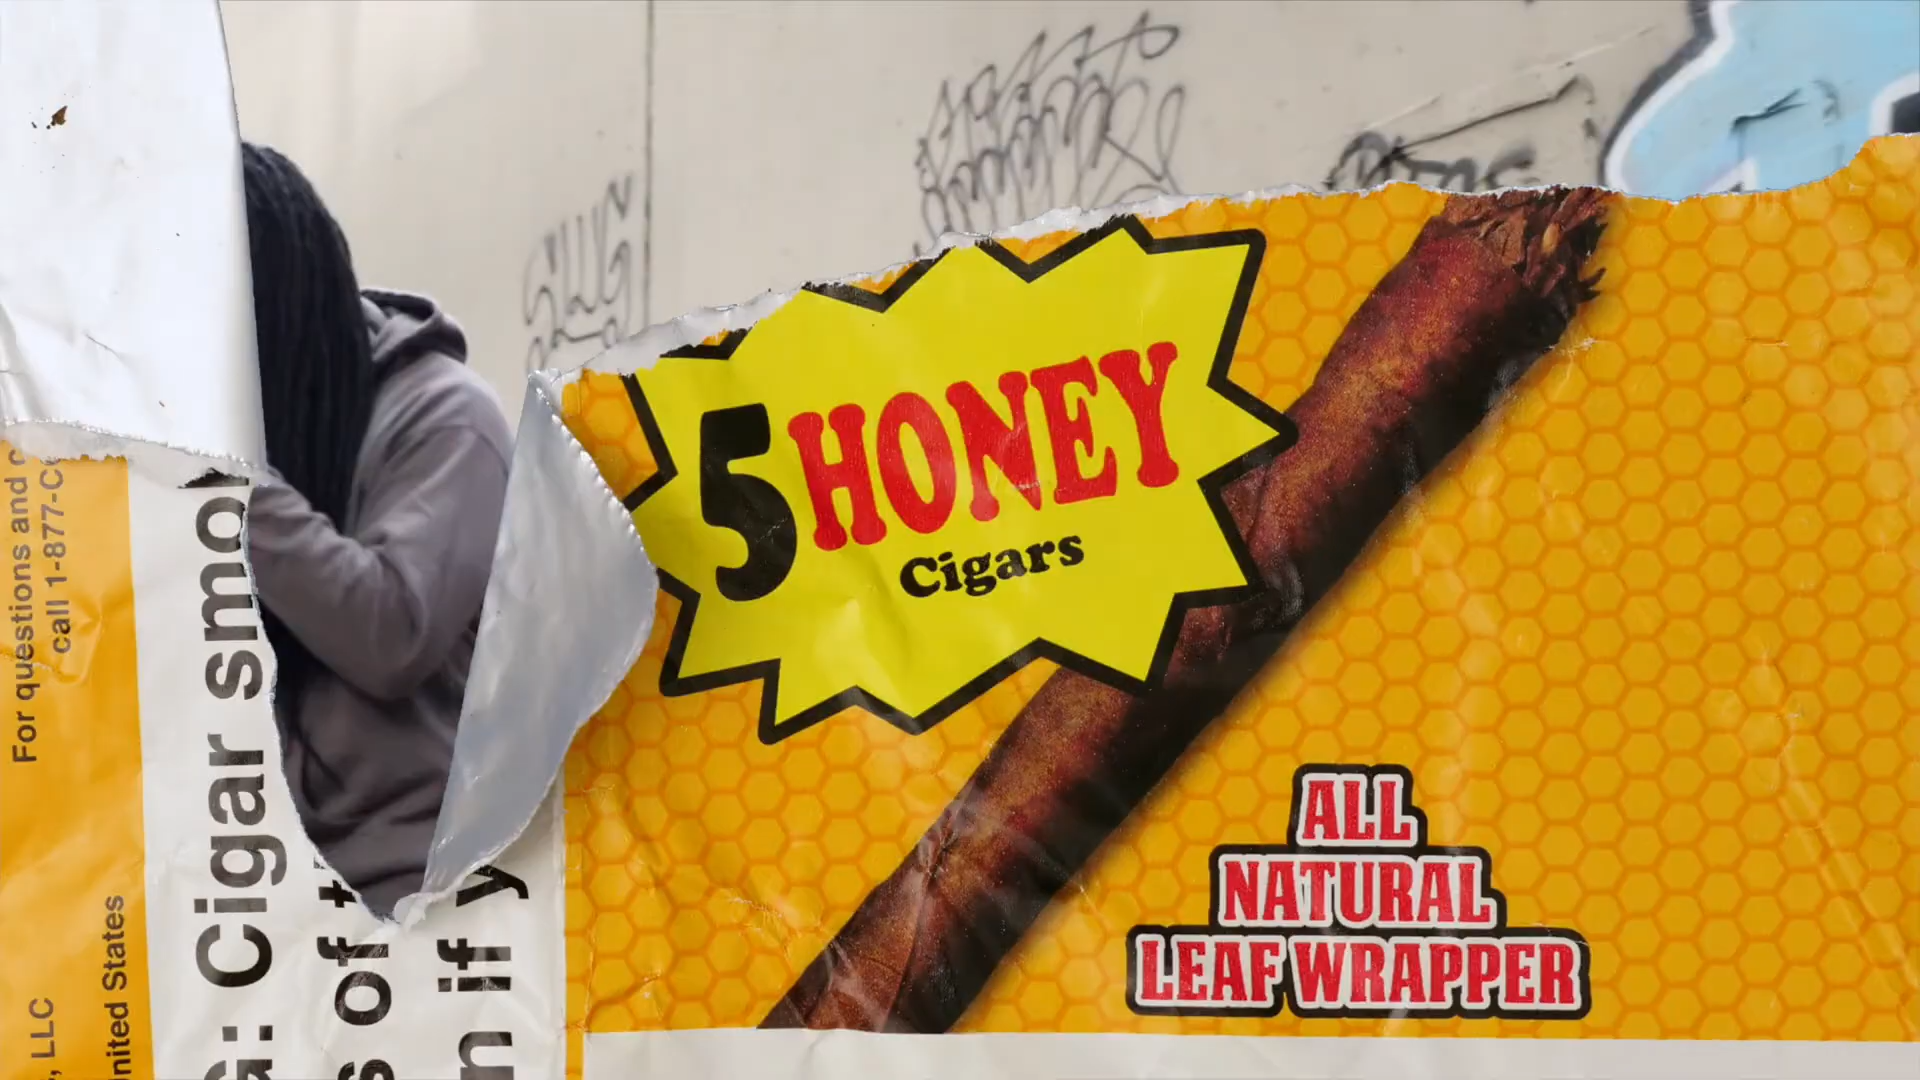 For questions and c
call 1-877-C
, LLC
nited States
G: Cigar smo
s of t
n if y
SLUG
5 HONEY
Cigars
ALL
NATURAL
LEAF WRAPPER